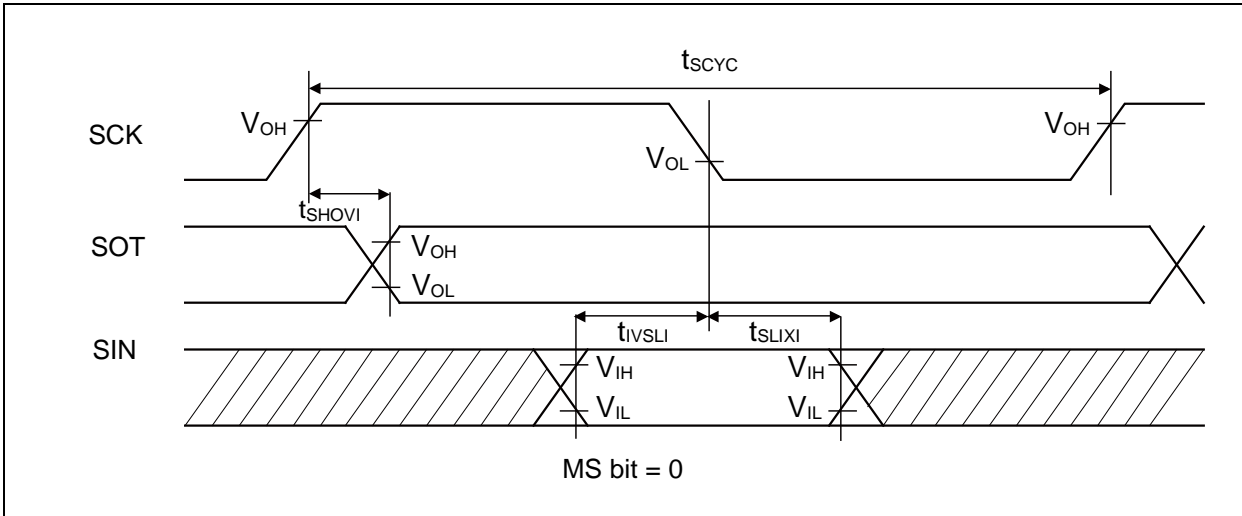 tSCYC
SCK
VOH
VOL
VOH
tSHOVI
SOT
VOH
VOL
tIVSLI
tSLIXI
SIN
VIH
VIH
VIL
VIL
MS bit = 0